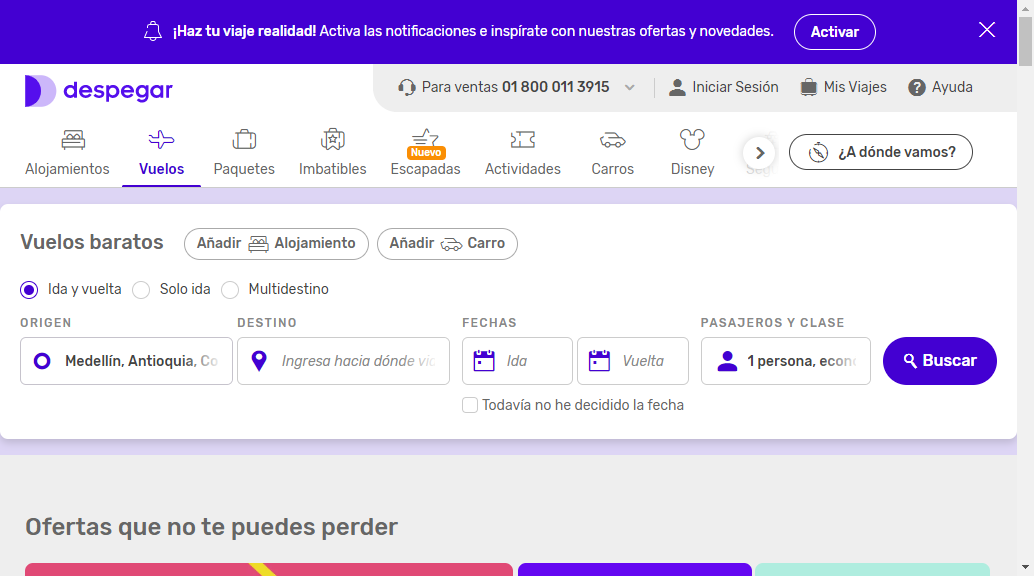 ¡Haz tu viaje realidad! Activa las notificaciones e inspírate con nuestras ofertas y novedades.
Activar
despegar
Para ventas 01 800 011 3915
Iniciar Sesión
Mis Viajes
Ayuda
Alojamientos
Vuelos
Paquetes
Imbatibles
Nuevo
Escapadas
Actividades
Carros
Disney
¿A dónde vamos?
Vuelos baratos
Añadir Alojamiento
Añadir Carro
Ida y vuelta
Solo ida
Multidestino
ORIGEN
DESTINO
FECHAS
PASAJEROS Y CLASE
Medellín, Antioquia, Co
Ingresa hacia dónde via
Ida
Vuelta
1 persona, econ
Buscar
Todavía no he decidido la fecha
Ofertas que no te puedes perder